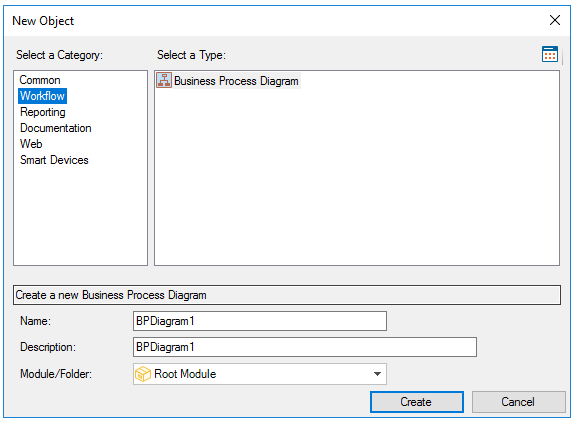 New Object
Select a Category:
Select a Type:
Common
Workflow
Reporting
Documentation
Web
Smart Devices
Business Process Diagram
Create a new Business Process Diagram
Name:
BPDiagram1
Description:
BPDiagram1
Module/Folder:
Root Module
Create
Cancel